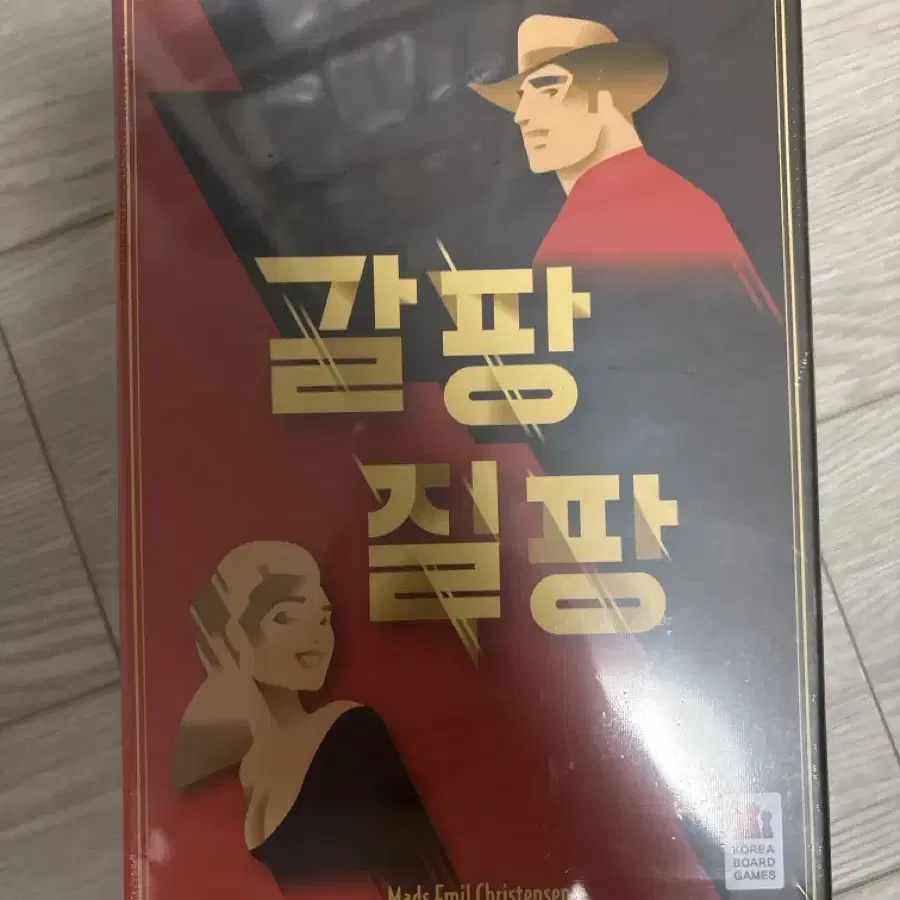 갈팡
질팡
Mads Emil Christensen
KOREA
BOARD
GAMES